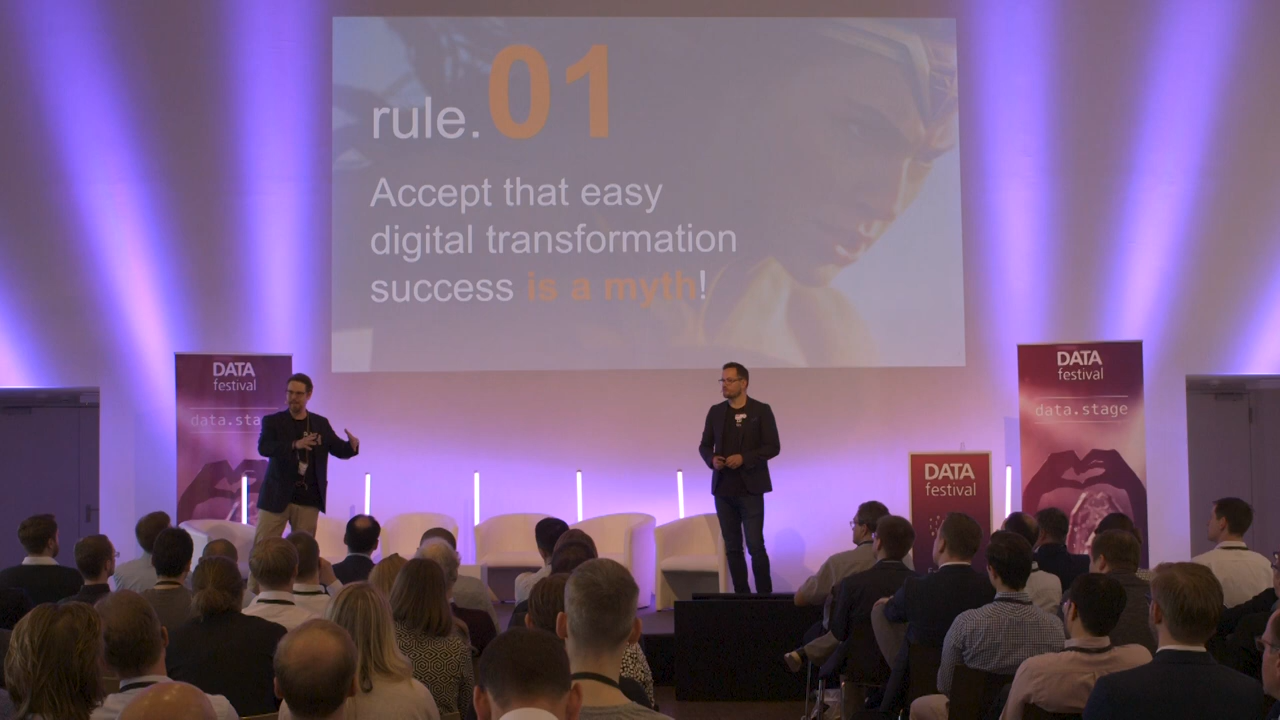 rule.01
Accept that easy
digital transformation
success is a myth!
DATA
festival
data.sta
DATA
festival
data.stage
DATA
festival